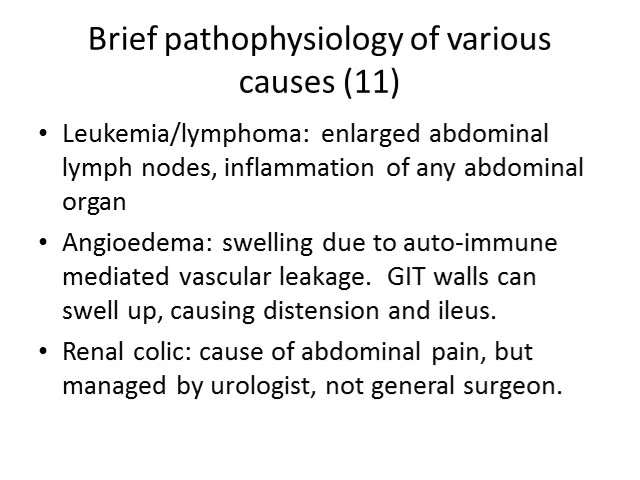 Brief pathophysiology of various
causes (11)
• Leukemia/lymphoma: enlarged abdominal
lymph nodes, inflammation of any abdominal
organ
• Angioedema: swelling due to auto-immune
mediated vascular leakage. GIT walls can
swell up, causing distension and ileus.
• Renal colic: cause of abdominal pain, but
managed by urologist, not general surgeon.